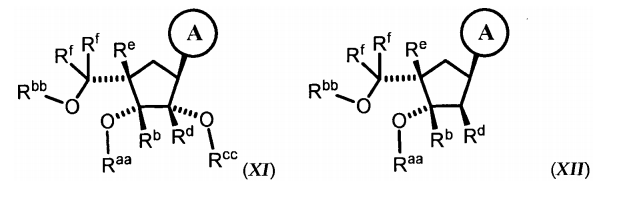 A A
R^f R^f R^e R^f R^f R^e
R^bb O O R^b R^d O R^bb O O R^b R^d
R^aa R^cc (XI) R^aa (XII)